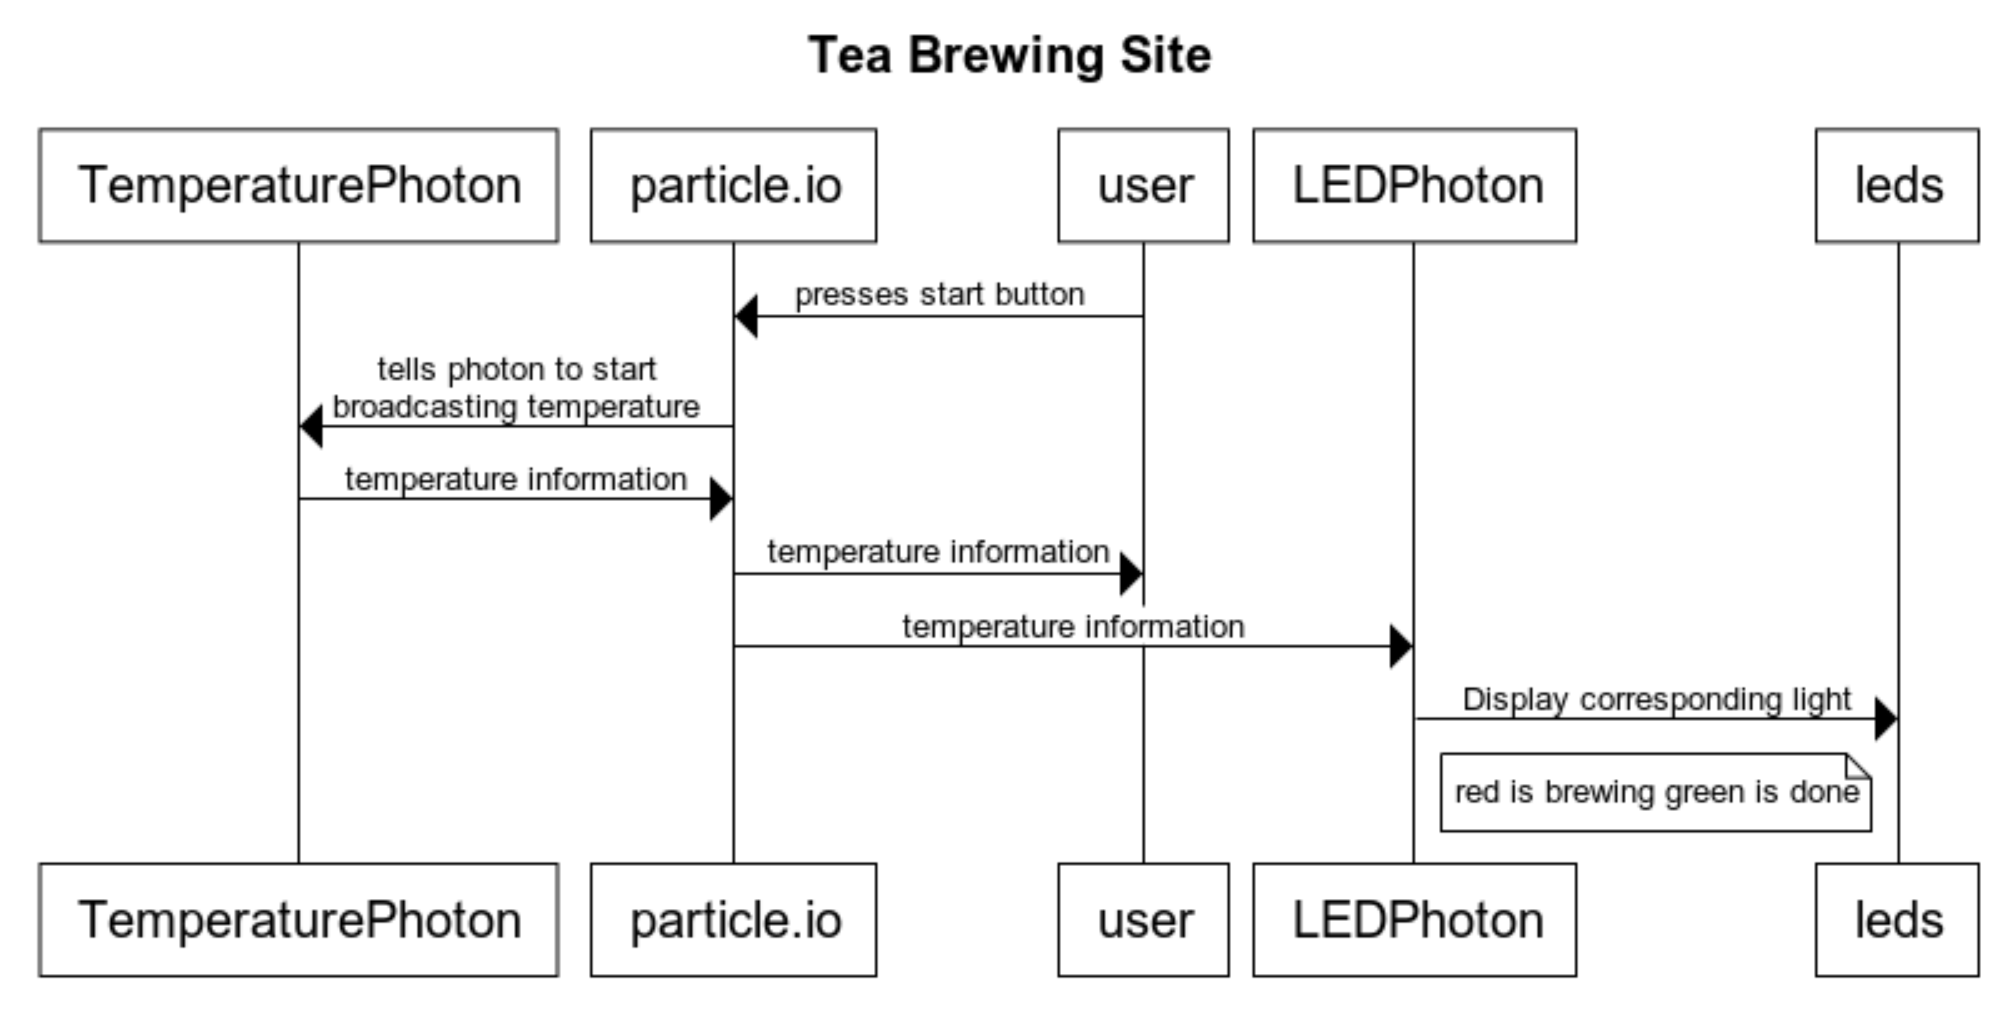 Tea Brewing Site
TemperaturePhoton
particle.io
user
LEDPhoton
leds
presses start button
tells photon to start
broadcasting temperature
temperature information
temperature information
temperature information
Display corresponding light
red is brewing green is done
TemperaturePhoton
particle.io
user
LEDPhoton
leds